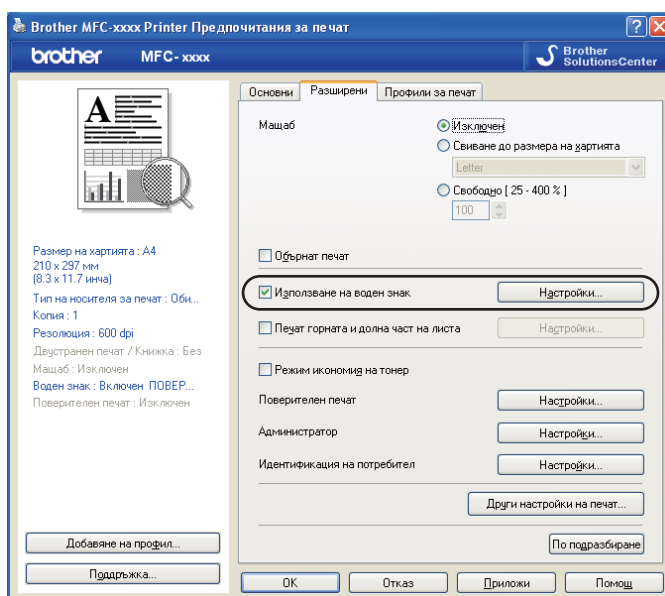 Brother MFC-xxxx Printer Предпочитания за печат
brother MFC- xxxx
Brother
SolutionsCenter
A
Размер на хартията : A4
210 x 297 мм
(8.3 x 11.7 инча)
Тип на носителя за печат : Оби...
Копия : 1
Резолюция : 600 dpi
Двустранен печат / Книжка : Без
Мащаб : Изключен
Воден знак : Включен ПОВЕР...
Поверителен печат : Изключен
Добавяне на профил...
Поддръжка...
Основни Разширени Профили за печат
Мащаб
Изключен
Свиване до размера на хартията
Letter
Свободно [ 25 - 400 % ]
100
Обърнат печат
Използване на воден знак Настройки...
Печат горната и долна част на листа Настройки...
Режим икономия на тонер
Поверителен печат Настройки...
Администратор Настройки...
Идентификация на потребител Настройки...
Други настройки на печат...
По подразбиране
OK Отказ Приложи Помощ